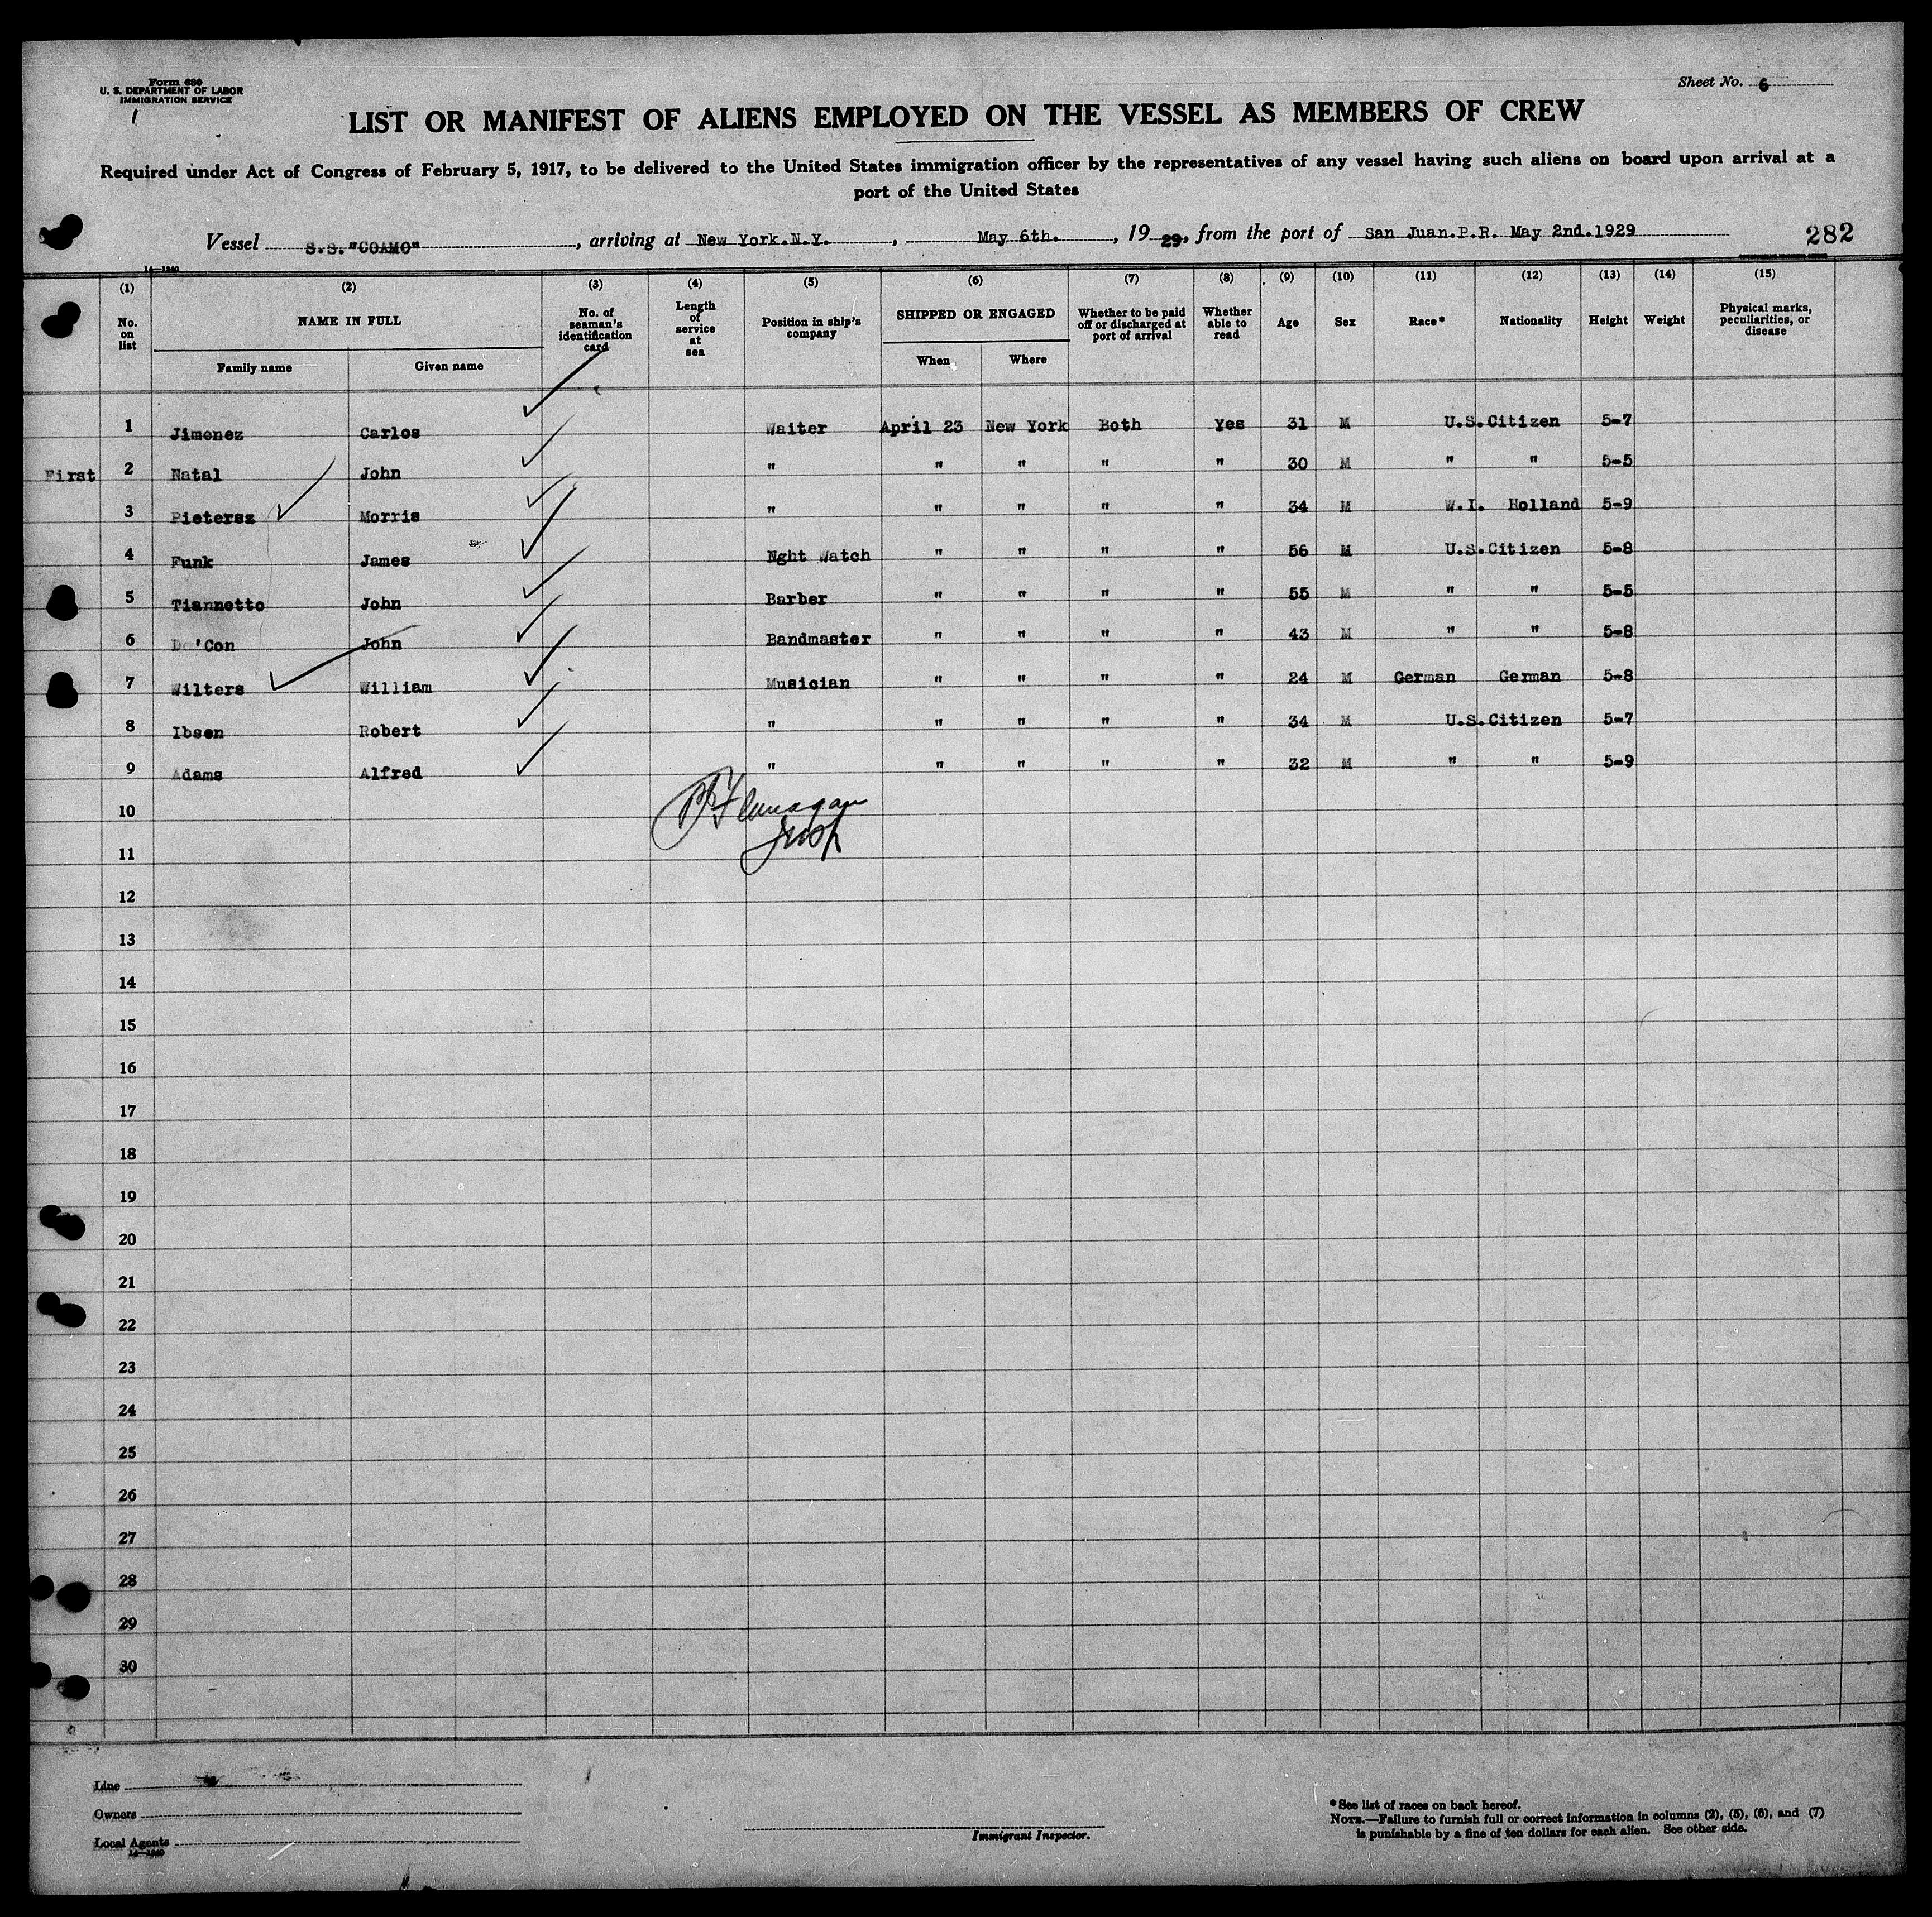 Form 680
U. S. DEPARTMENT OF LABOR
IMMIGRATION SERVICE
Sheet No. 6
LIST OR MANIFEST OF ALIENS EMPLOYED ON THE VESSEL AS MEMBERS OF CREW
Required under Act of Congress of February 5, 1917, to be delivered to the United States immigration officer by the representatives of any vessel having such aliens on board upon arrival at a
port of the United States
Vessel S.S."COAMO", arriving at New York.N.Y., May 6th., 1929, from the port of San Juan.P.R. May 2nd.1929 282
14—1240
(1) (2) (3) (4) (5) (6) (7) (8) (9) (10) (11) (12) (13) (14) (15)
No. on list NAME IN FULL No. of seaman's identification card Length of service at sea Position in ship's company SHIPPED OR ENGAGED Whether to be paid off or discharged at port of arrival Whether able to read Age Sex Race* Nationality Height Weight Physical marks, peculiarities, or disease
Family name Given name When Where
1 Jimenez Carlos Waiter April 23 New York Both Yes 31 M U.S.Citizen 5-7
First 2 Natal John " " " " " 30 M " " 5-5
3 Pietersz Morris " " " " " 34 M W.I. Holland 5-9
4 Funk James Nght Watch " " " " 56 M U.S.Citizen 5-8
5 Tiannetto John Barber " " " " 55 M " " 5-5
6 De'Con John Bandmaster " " " " 43 M " " 5-8
7 Wilters William Musician " " " " 24 M German German 5-8
8 Ibsen Robert " " " " " 34 M U.S.Citizen 5-7
9 Adams Alfred " " " " " 32 M " " 5-9
10 Flanagan
11
12
13
14
15
16
17
18
19
20
21
22
23
24
25
26
27
28
29
30
Line
Owners
Local Agents
14—1240
Immigrant Inspector.
*See list of races on back hereof.
NOTE.—Failure to furnish full or correct information in columns (2), (5), (6), and (7)
is punishable by a fine of ten dollars for each alien. See other side.